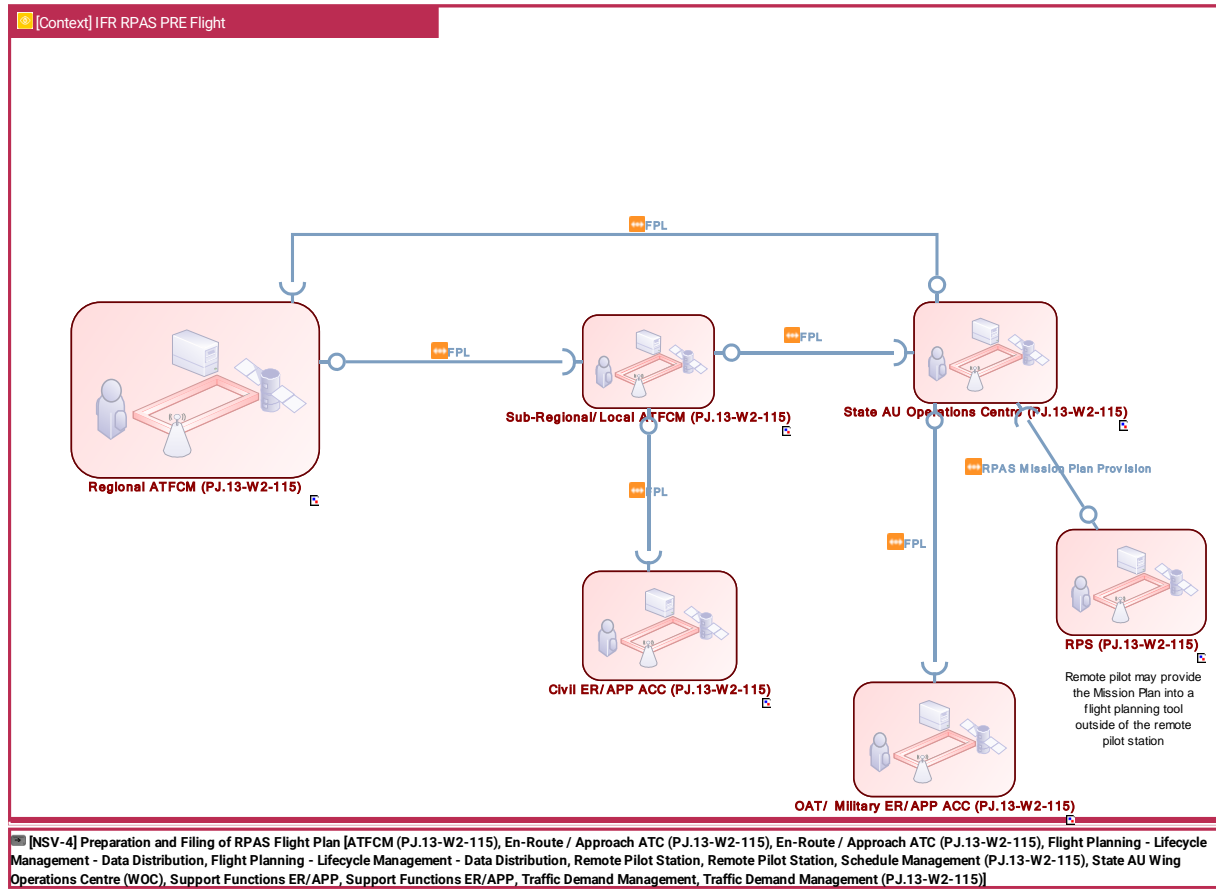 [Context] IFR RPAS PRE Flight
FPL
FPL
FPL
Sub-Regional/ Local ATFCM (PJ.13-W2-115)
State AU Operations Centre (PJ.13-W2-115)
Regional ATFCM (PJ.13-W2-115)
RPAS Mission Plan Provision
FPL
FPL
RPS (PJ.13-W2-115)
Remote pilot may provide
the Mission Plan into a
flight planning tool
outside of the remote
pilot station
Civil ER/ APP ACC (PJ.13-W2-115)
OAT/ Military ER/ APP ACC (PJ.13-W2-115)
[NSV-4] Preparation and Filing of RPAS Flight Plan [ATFCM (PJ.13-W2-115), En-Route / Approach ATC (PJ.13-W2-115), En-Route / Approach ATC (PJ.13-W2-115), Flight Planning - Lifecycle
Management - Data Distribution, Flight Planning - Lifecycle Management - Data Distribution, Remote Pilot Station, Remote Pilot Station, Schedule Management (PJ.13-W2-115), State AU Wing
Operations Centre (WOC), Support Functions ER/APP, Support Functions ER/APP, Traffic Demand Management, Traffic Demand Management (PJ.13-W2-115)]